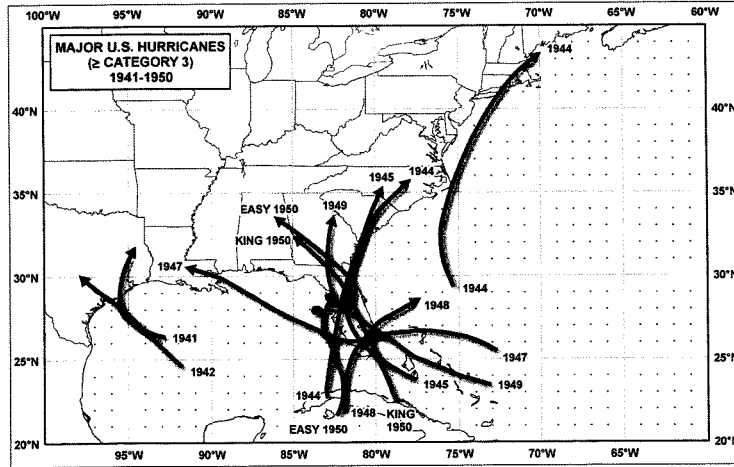 100°W 95°W 90°W 85°W 80°W 75°W 70°W 65°W 60°W
MAJOR U.S. HURRICANES
(≥ CATEGORY 3)
1941-1950
1944
40°N 40°N
1945 1944
35°N 35°N
EASY 1950 1949
KING 1950
1947
30°N 30°N
1944
1948
1941
1947
25°N 25°N
1942
1945 1949
1944
1948 KING
EASY 1950 1950
20°N 20°N
95°W 90°W 85°W 80°W 75°W 70°W 65°W